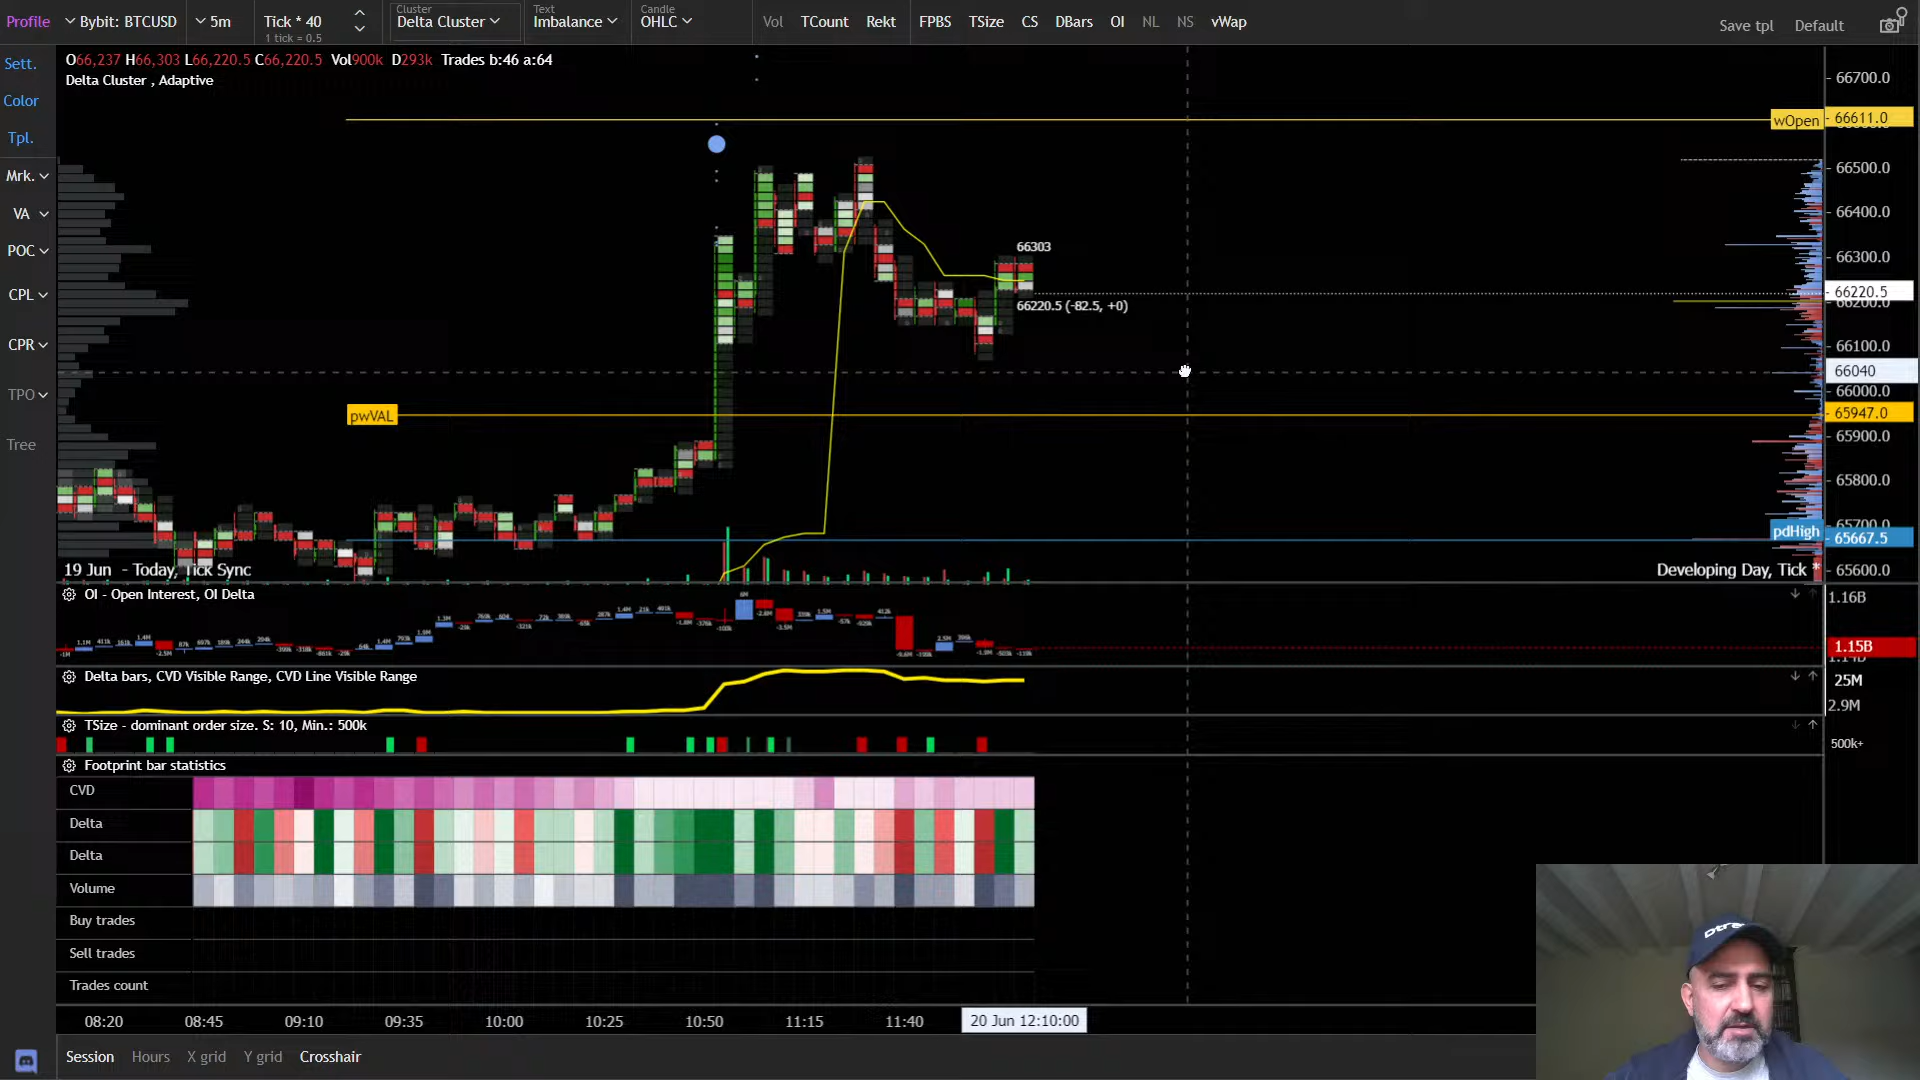 Profile
Bybit: BTCUSD
5m
Tick * 40
1 tick = 0.5
Cluster
Delta Cluster
Text
Imbalance
Candle
OHLC
Vol TCount Rekt FPBS TSize CS DBars OI NL NS vWap
Save tpl Default
Sett.
Color
Tpl.
Mrk.
VA
POC
CPL
CPR
TPO
Tree
O66,237 H66,303 L66,220.5 C66,220.5 Vol900k D293k Trades b:46 a:64
Delta Cluster , Adaptive
66700.0
wOpen
66611.0
66500.0
66400.0
66303
66300.0
66220.5 (-82.5, +0)
66220.5
66200.0
66100.0
66040
66000.0
pwVAL
65947.0
65900.0
65800.0
65700.0
pdHigh
65667.5
65600.0
19 Jun - Today, Tick Sync
Developing Day, Tick *
OI - Open Interest, OI Delta
1.16B
1.15B
Delta bars, CVD Visible Range, CVD Line Visible Range
25M
2.9M
TSize - dominant order size. S: 10, Min.: 500k
500k+
Footprint bar statistics
CVD
Delta
Delta
Volume
Buy trades
Sell trades
Trades count
08:20 08:45 09:10 09:35 10:00 10:25 10:50 11:15 11:40 20 Jun 12:10:00
Session Hours X grid Y grid Crosshair